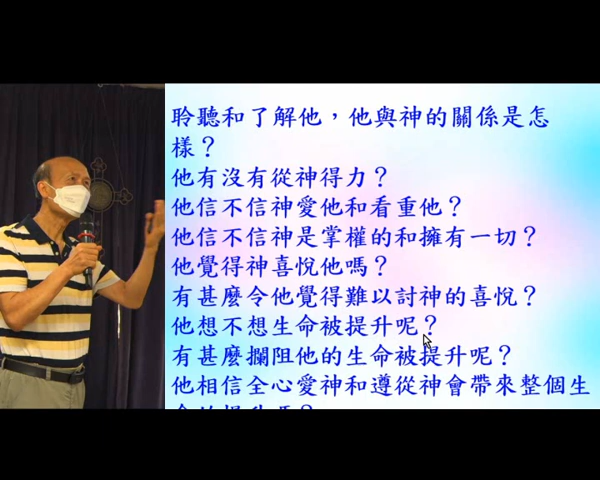 聆聽和了解他，他與神的關係是怎
樣？
他有沒有從神得力？
他信不信神愛他和看重他？
他信不信神是掌權的和擁有一切？
他覺得神喜悅他嗎？
有甚麼令他覺得難以討神的喜悅？
他想不想生命被提升呢？
有甚麼攔阻他的生命被提升呢？
他相信全心愛神和遵從神會帶來整個生